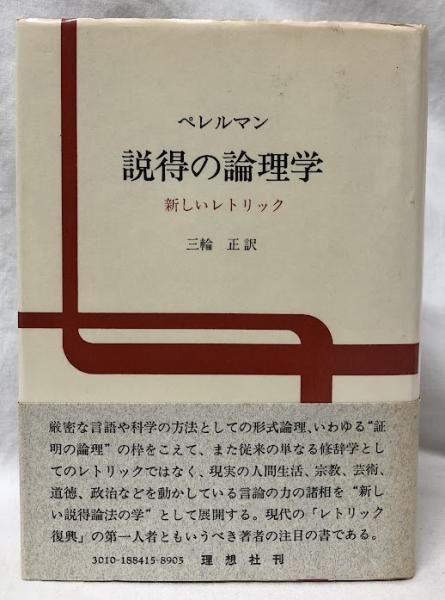 ペレルマン
説得の論理学
新しいレトリック
三輪 正訳
厳密な言語や科学の方法としての形式論理、いわゆる“証
明の論理”の枠をこえて、また従来の単なる修辞学とし
てのレトリックではなく、現実の人間生活、宗教、芸術、
道徳、政治などを動かしている言論の力の諸相を“新し
い説得論法の学”として展開する。現代の「レトリック
復興」の第一人者ともいうべき著者の注目の書である。
3010-188415-8905 理想社刊